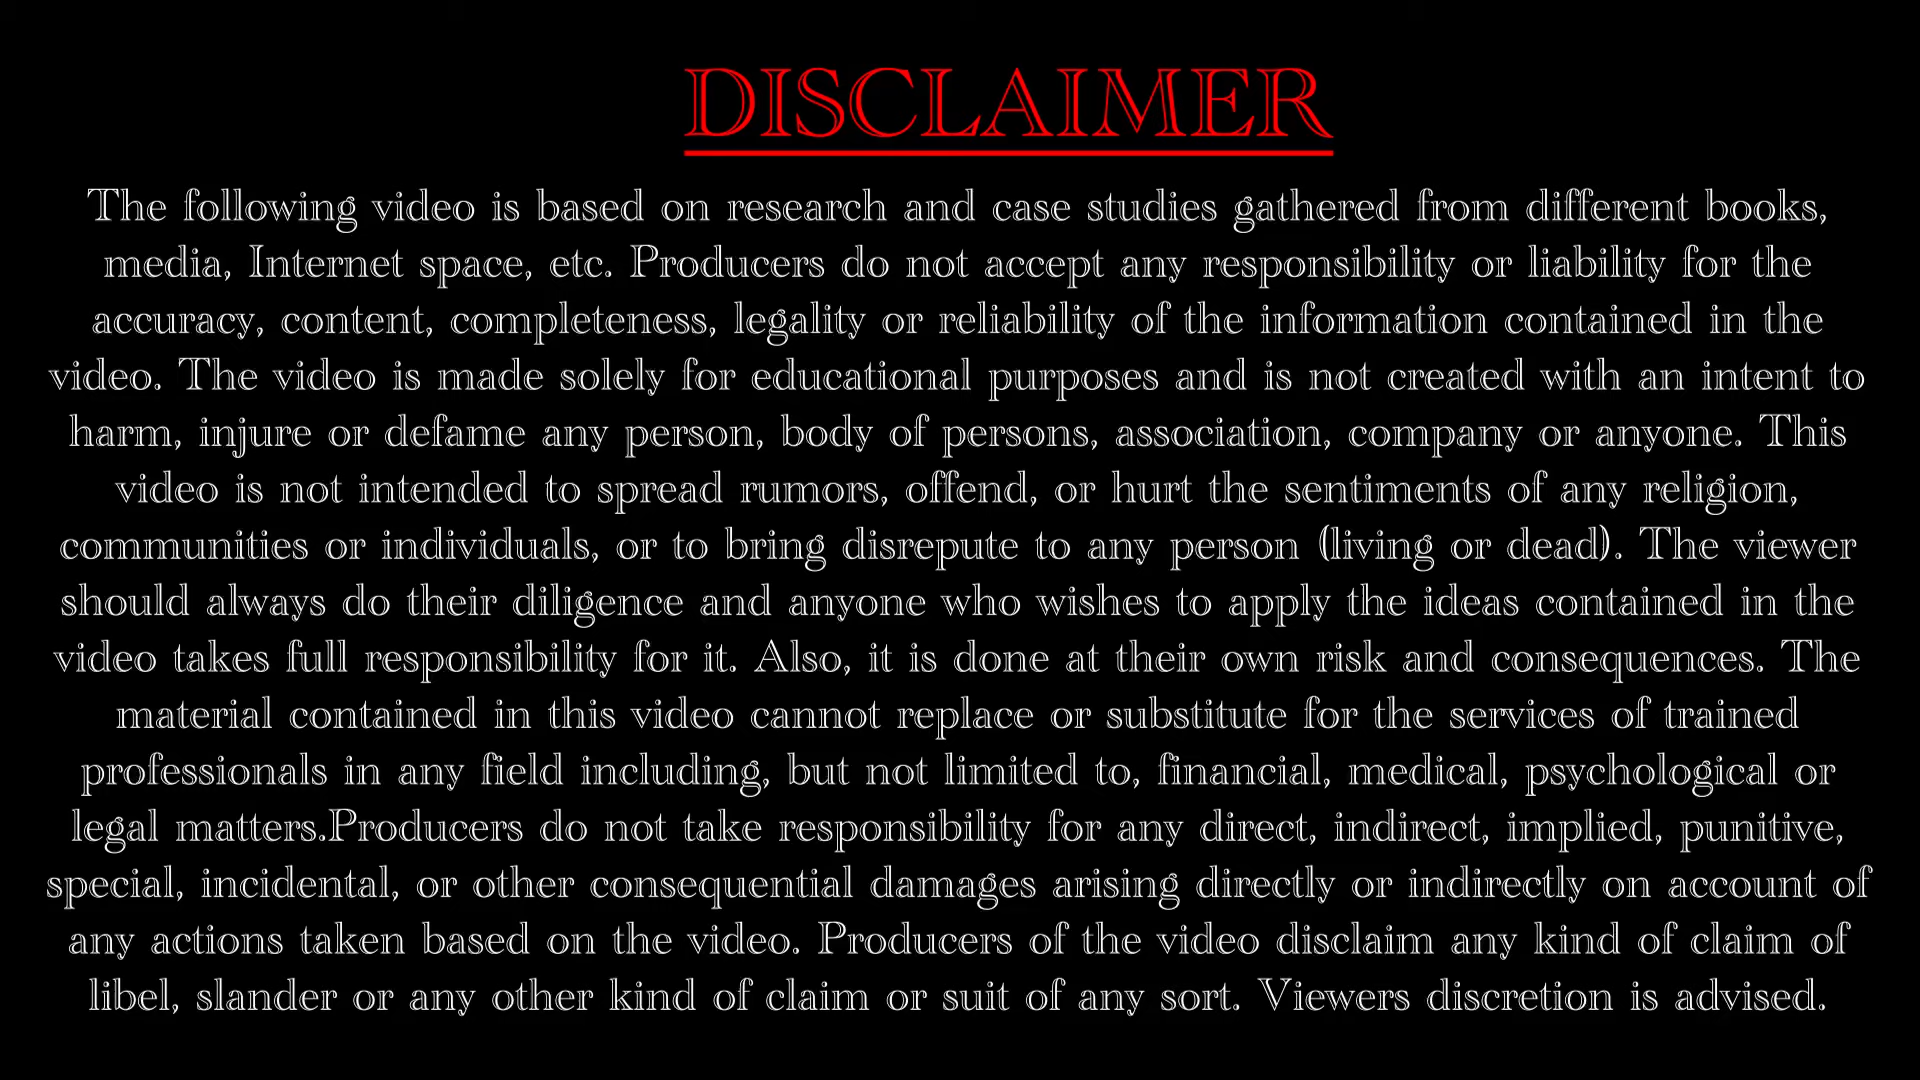 DISCLAIMER
The following video is based on research and case studies gathered from different books,
media, Internet space, etc. Producers do not accept any responsibility or liability for the
accuracy, content, completeness, legality or reliability of the information contained in the
video. The video is made solely for educational purposes and is not created with an intent to
harm, injure or defame any person, body of persons, association, company or anyone. This
video is not intended to spread rumors, offend, or hurt the sentiments of any religion,
communities or individuals, or to bring disrepute to any person (living or dead). The viewer
should always do their diligence and anyone who wishes to apply the ideas contained in the
video takes full responsibility for it. Also, it is done at their own risk and consequences. The
material contained in this video cannot replace or substitute for the services of trained
professionals in any field including, but not limited to, financial, medical, psychological or
legal matters.Producers do not take responsibility for any direct, indirect, implied, punitive,
special, incidental, or other consequential damages arising directly or indirectly on account of
any actions taken based on the video. Producers of the video disclaim any kind of claim of
libel, slander or any other kind of claim or suit of any sort. Viewers discretion is advised.